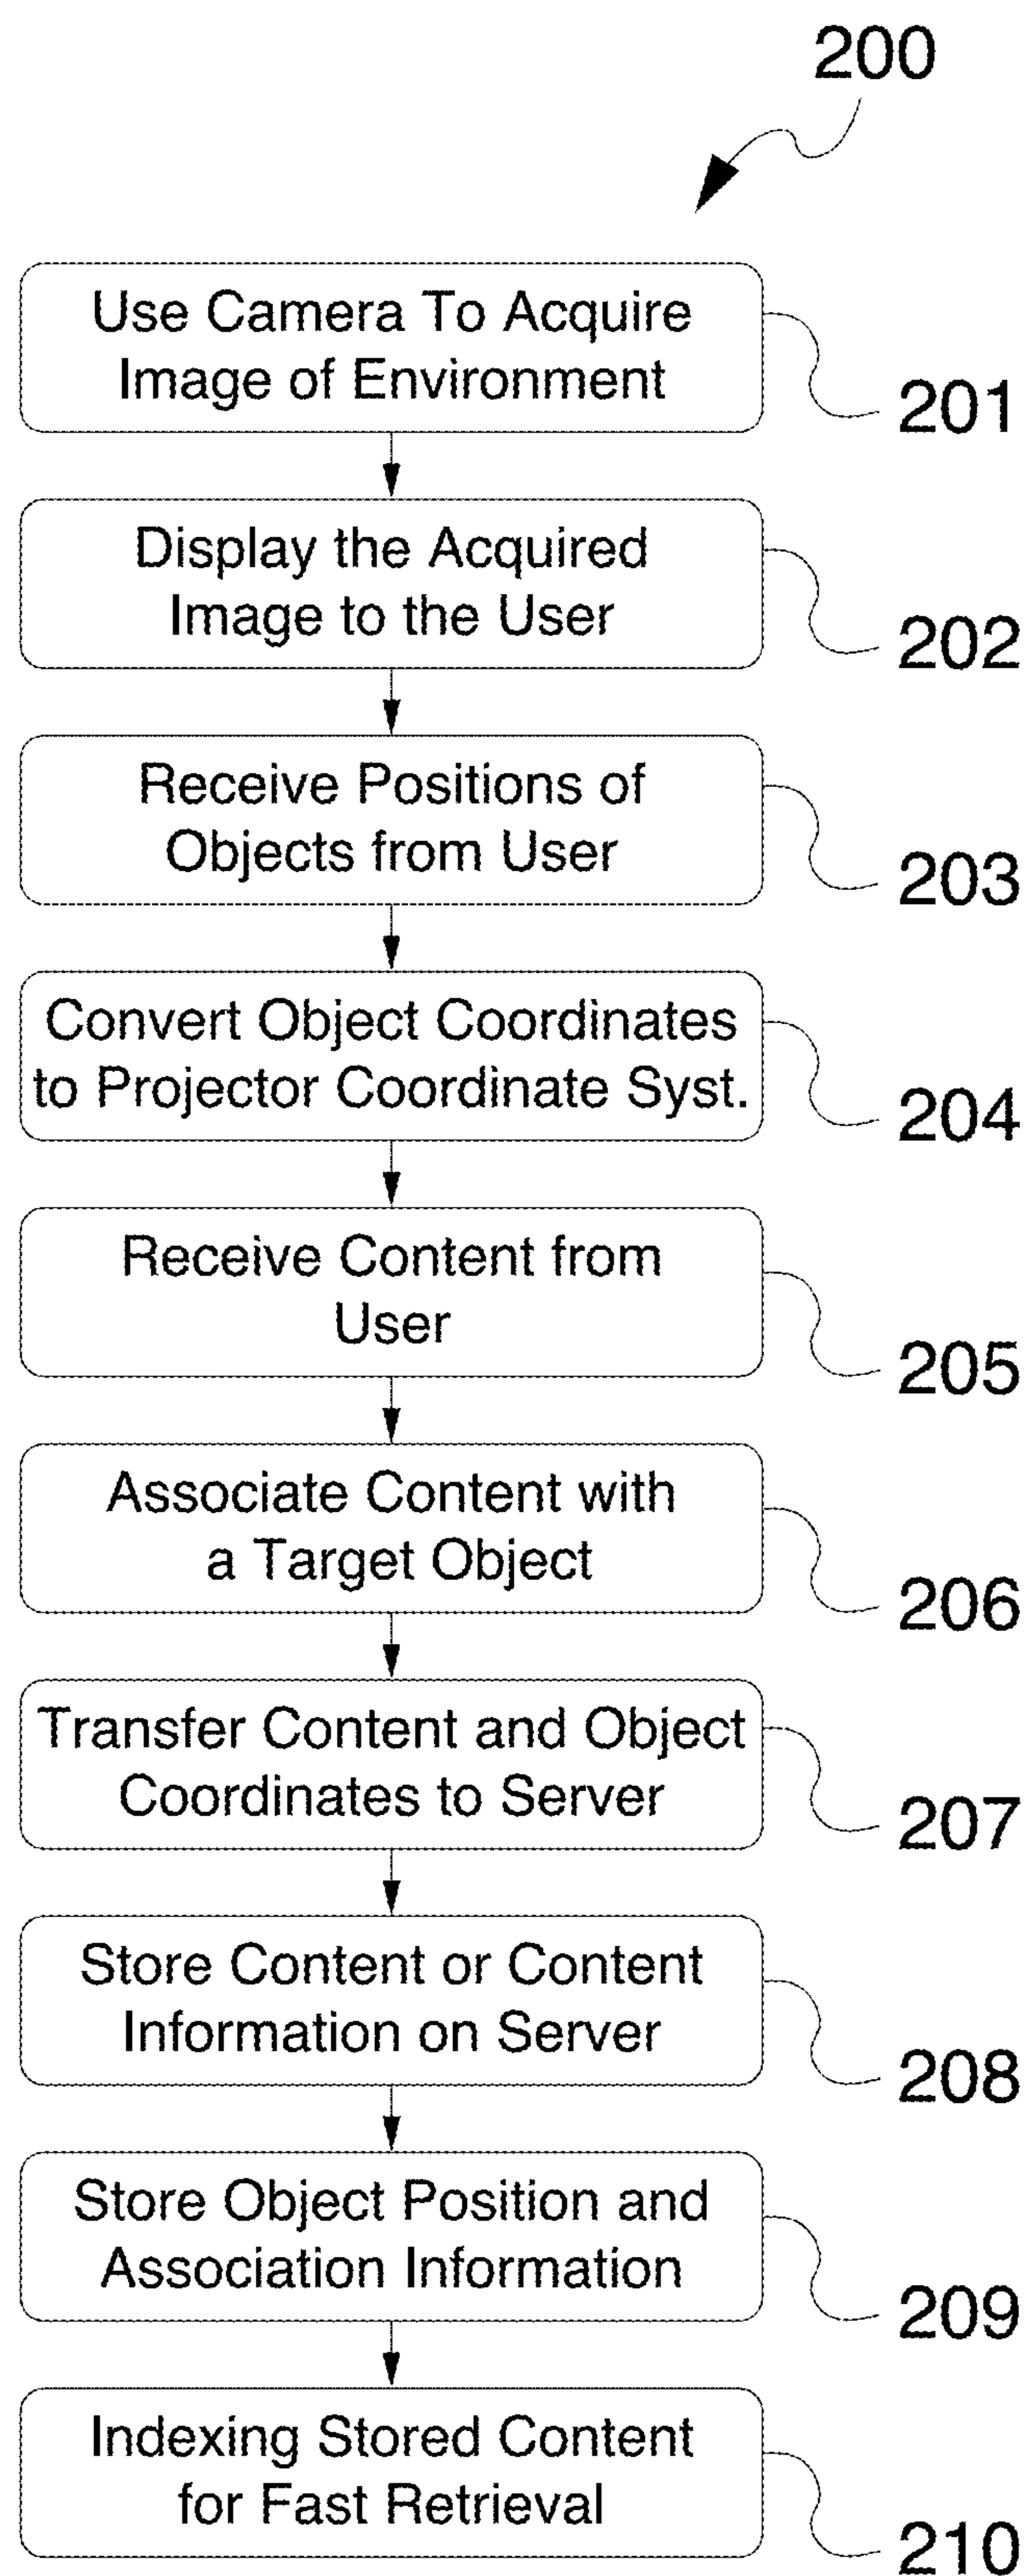 200
Use Camera To Acquire
Image of Environment
201
Display the Acquired
Image to the User
202
Receive Positions of
Objects from User
203
Convert Object Coordinates
to Projector Coordinate Syst.
204
Receive Content from
User
205
Associate Content with
a Target Object
206
Transfer Content and Object
Coordinates to Server
207
Store Content or Content
Information on Server
208
Store Object Position and
Association Information
209
Indexing Stored Content
for Fast Retrieval
210